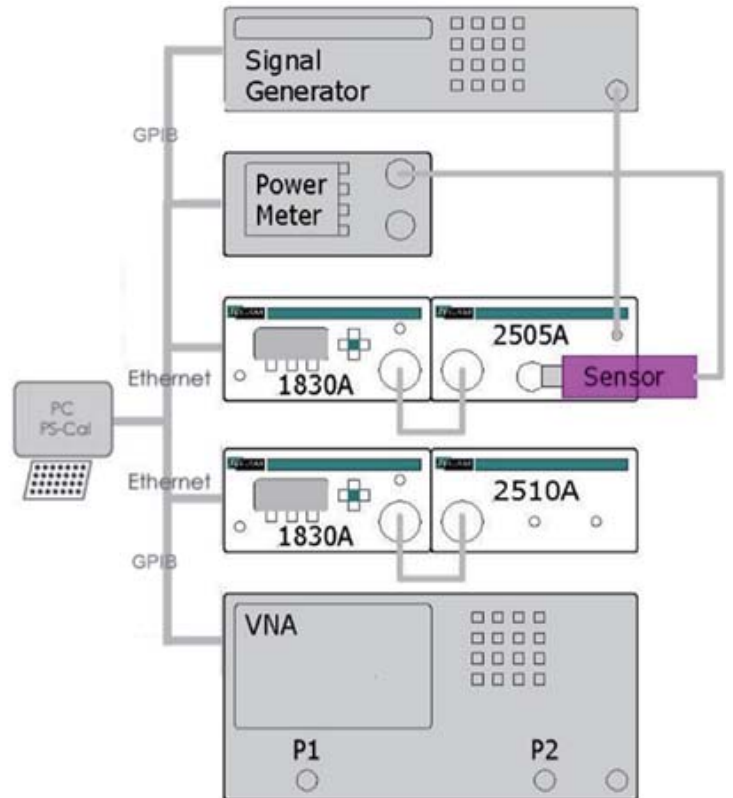 Signal
Generator
GPIB
Power
Meter
2505A
Ethernet
1830A
Sensor
PC
PS-Cal
Ethernet
2510A
1830A
GPIB
VNA
P1
P2